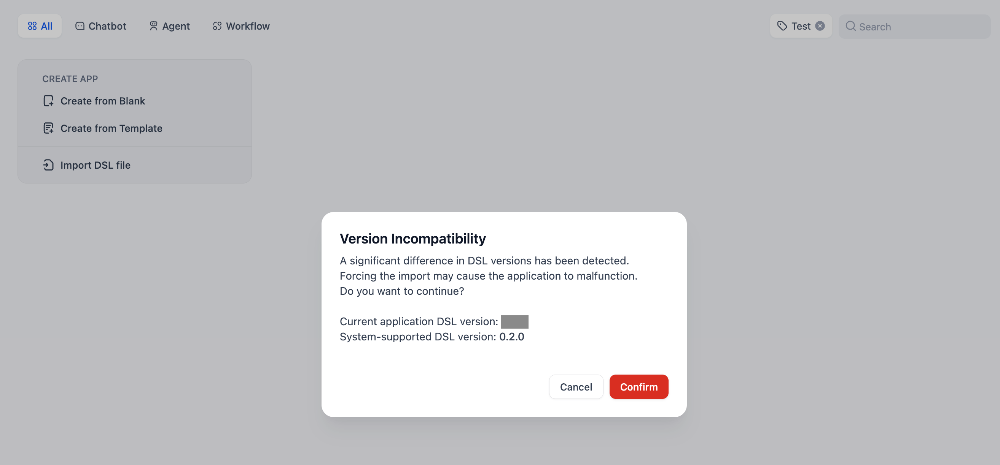 All
Chatbot
Agent
Workflow
Test
Search
CREATE APP
Create from Blank
Create from Template
Import DSL file
Version Incompatibility
A significant difference in DSL versions has been detected.
Forcing the import may cause the application to malfunction.
Do you want to continue?
Current application DSL version:
System-supported DSL version: 0.2.0
Cancel
Confirm